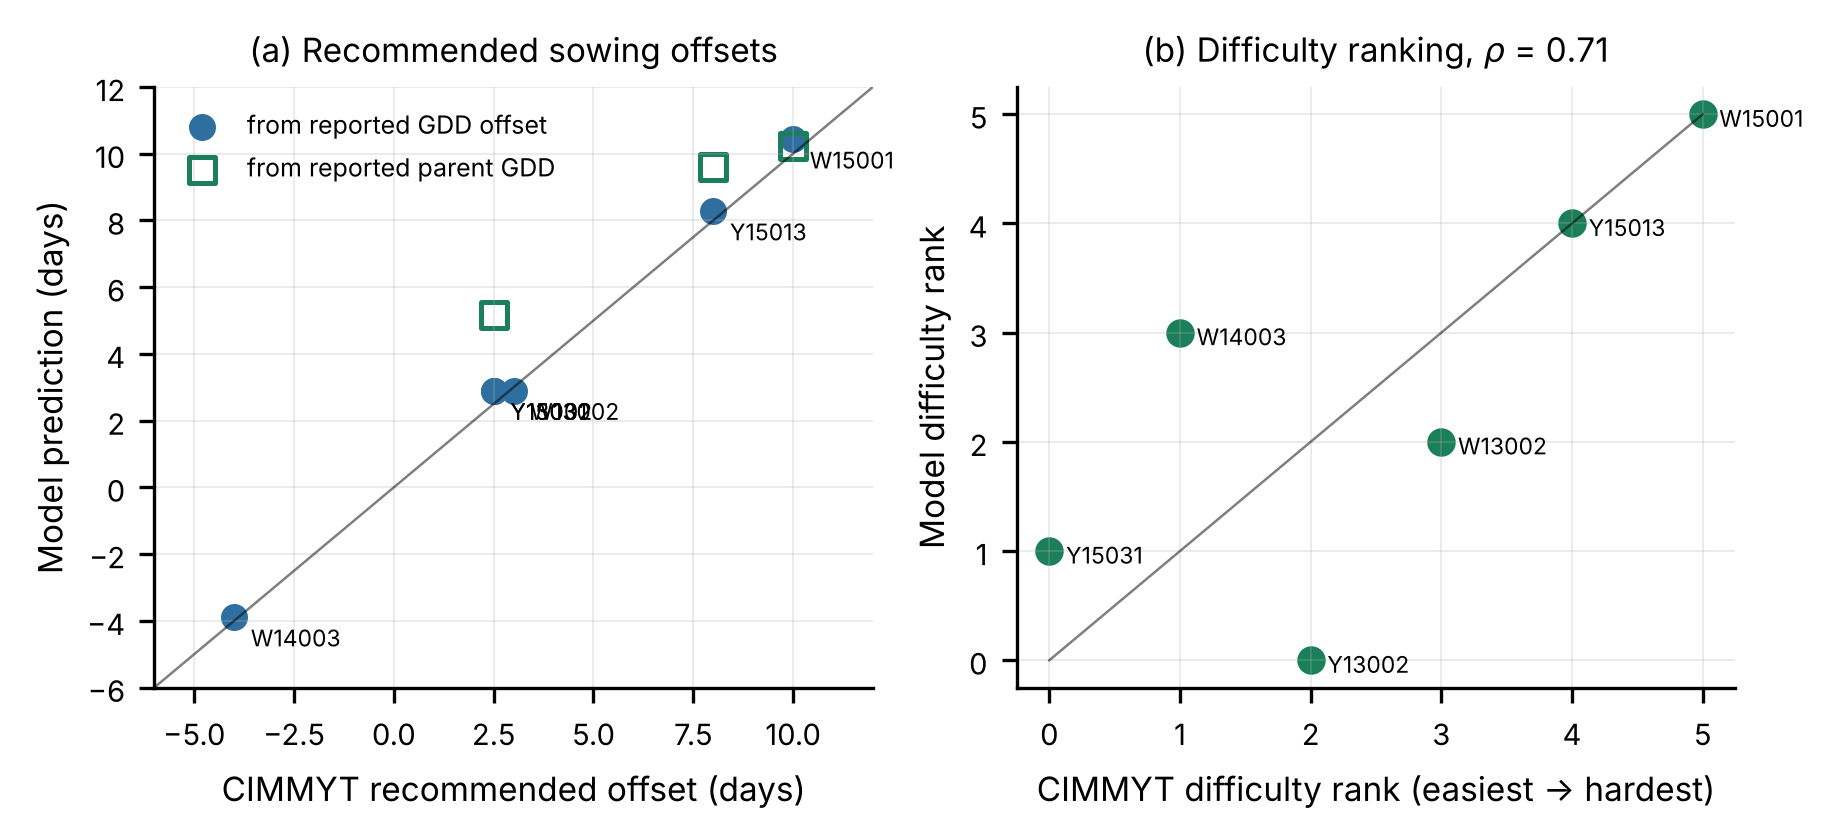 (a) Recommended sowing offsets
12
10
8
6
4
2
0
−2
−4
−6
Model prediction (days)
from reported GDD offset
from reported parent GDD
W15001
Y15013
W14003
−5.0 −2.5 0.0 2.5 5.0 7.5 10.0
CIMMYT recommended offset (days)
(b) Difficulty ranking, ρ = 0.71
5
4
3
2
1
0
Model difficulty rank
W15001
Y15013
W14003
W13002
Y15031
Y13002
0 1 2 3 4 5
CIMMYT difficulty rank (easiest → hardest)